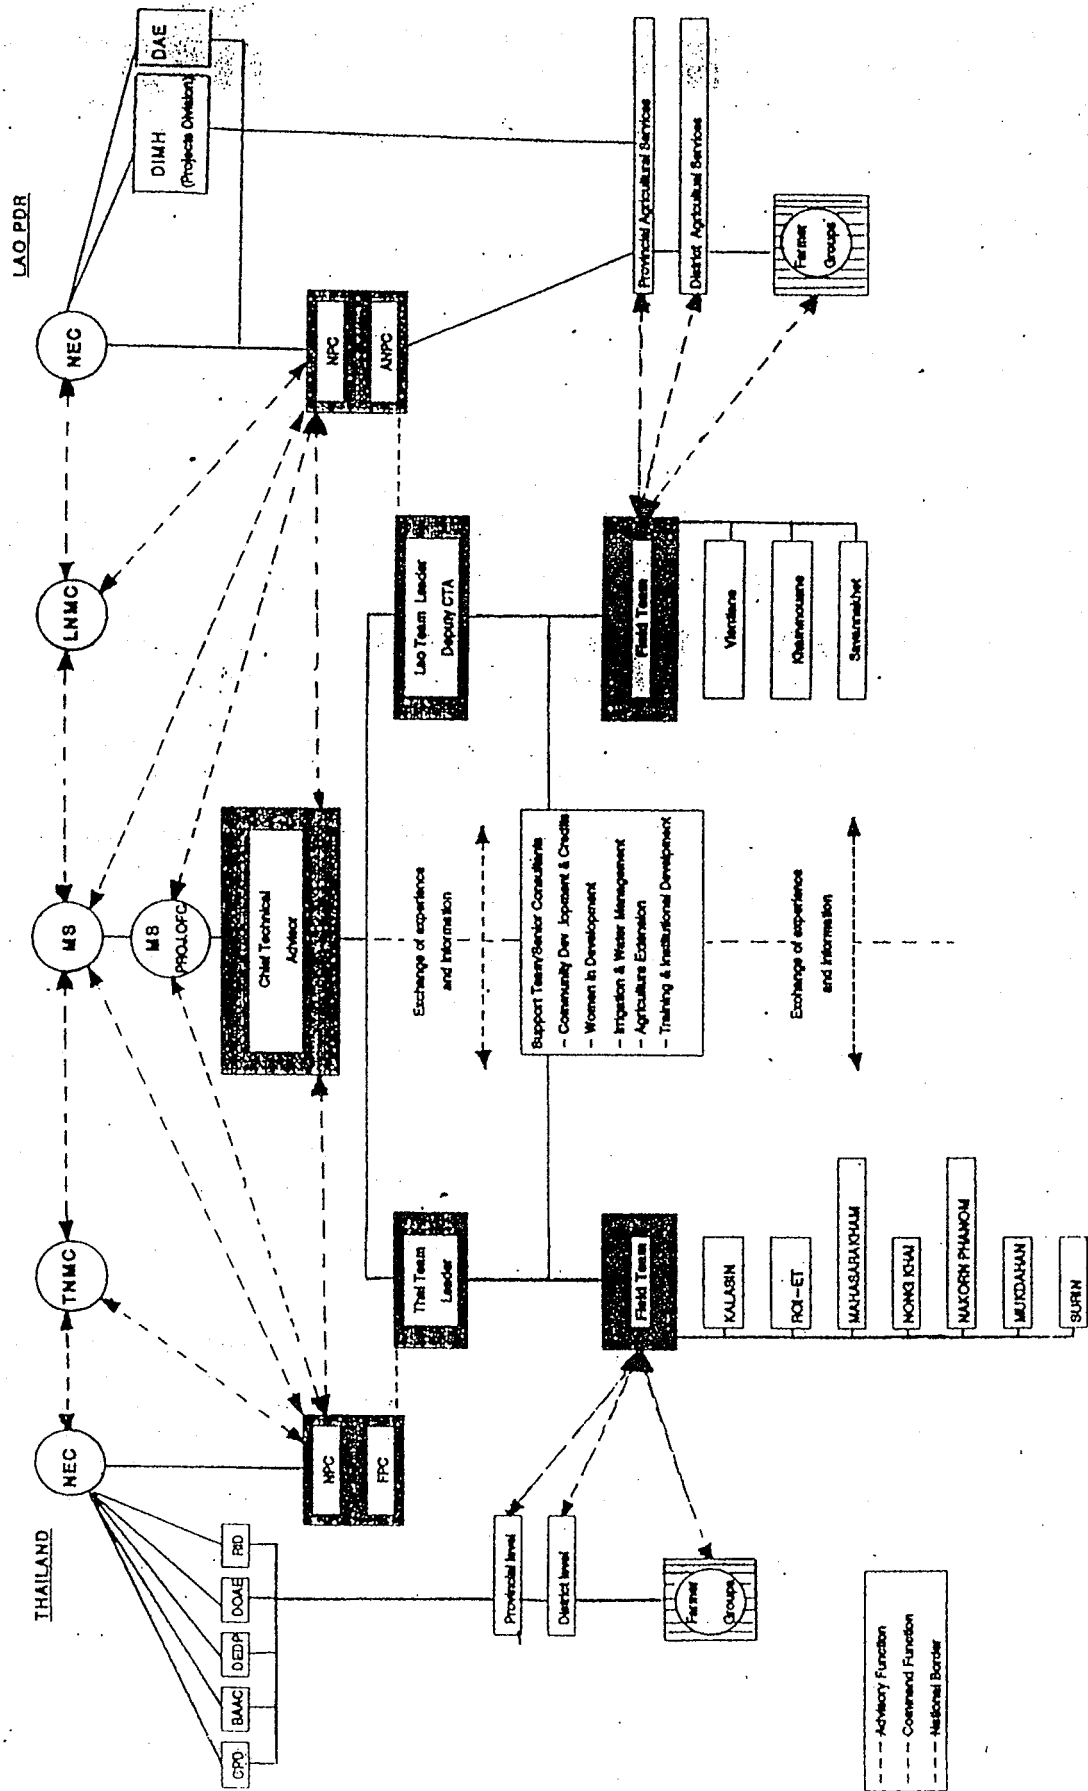 THAILAND
LAO PDR
NEC
TNMC
MS
LNMC
NEC
MS
PROJ.OFC
DIMH
(Projects Division)
DAE
CPD
BAAC
DEDP
DOAE
RID
NPC
FPC
Chief Technical
Advisor
NPC
ANPC
Thai Team
Leader
Lao Team Leader
Deputy CTA
Exchange of experience
and information
Provincial level
District level
Farmer
Groups
Support Team/Senior Consultants
- Community Dev lopment & Credits
- Women in Development
- Irrigation & Water Management
- Agriculture Extension
- Training & Institutional Development
Field Team
Field Team
Provincial Agricultural Services
District Agricultual Services
Farmer
Groups
KALASIN
ROI-ET
MAHASARAKHAM
NONG KHAI
NAKORN PHANOM
MUKDAHAN
SURIN
Exchange of experience
and information
Vientiane
Khammouane
Savannakhet
Advisory Function
Command Function
National Border